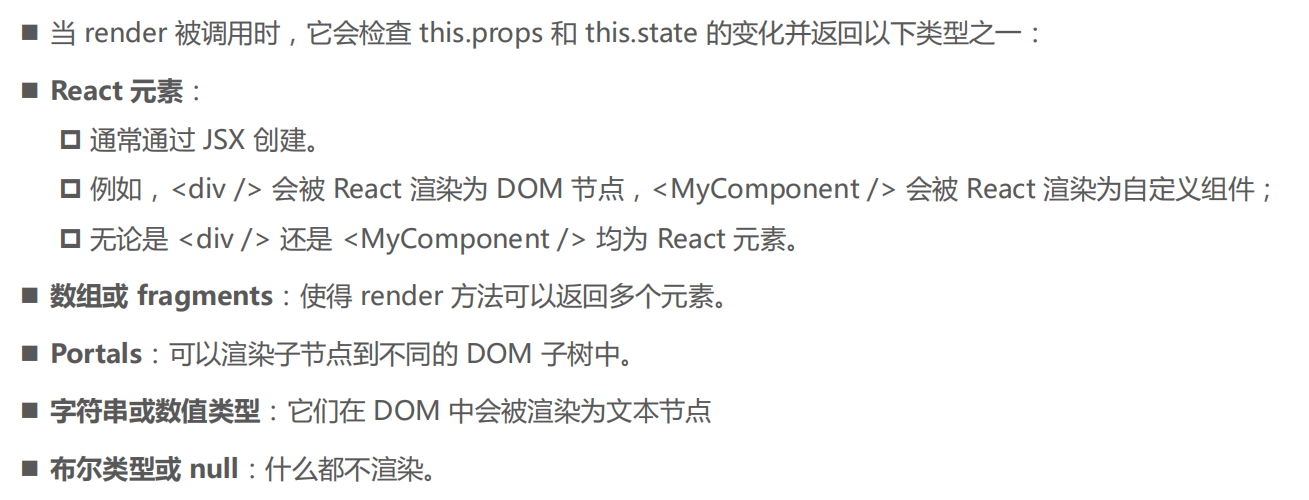 ■ 当 render 被调用时，它会检查 this.props 和 this.state 的变化并返回以下类型之一：
■ React 元素：
通常通过 JSX 创建。
例如，<div /> 会被 React 渲染为 DOM 节点，<MyComponent /> 会被 React 渲染为自定义组件；
无论是 <div /> 还是 <MyComponent /> 均为 React 元素。
■ 数组或 fragments：使得 render 方法可以返回多个元素。
■ Portals：可以渲染子节点到不同的 DOM 子树中。
■ 字符串或数值类型：它们在 DOM 中会被渲染为文本节点
■ 布尔类型或 null：什么都不渲染。